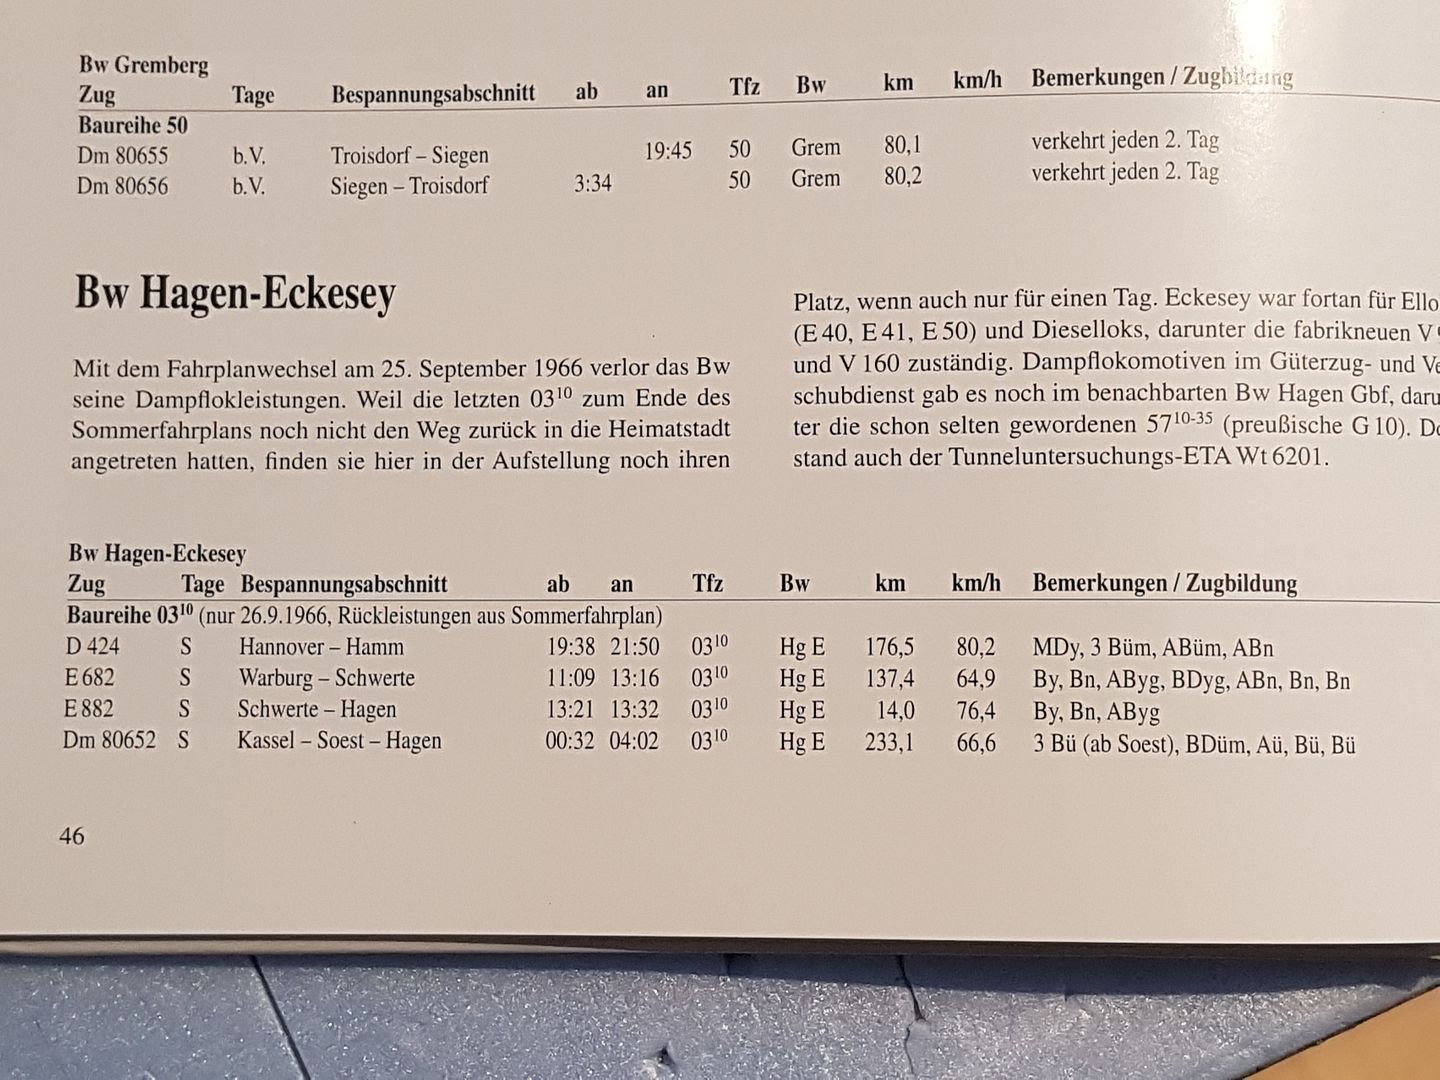 Bw Gremberg
Zug Tage Bespannungsabschnitt ab an Tfz Bw km km/h Bemerkungen / Zugbildung
Baureihe 50
Dm 80655 b.V. Troisdorf – Siegen 19:45 50 Grem 80,1 verkehrt jeden 2. Tag
Dm 80656 b.V. Siegen – Troisdorf 3:34 50 Grem 80,2 verkehrt jeden 2. Tag
Bw Hagen-Eckesey
Mit dem Fahrplanwechsel am 25. September 1966 verlor das Bw
seine Dampflokleistungen. Weil die letzten 03¹⁰ zum Ende des
Sommerfahrplans noch nicht den Weg zurück in die Heimatstadt
angetreten hatten, finden sie hier in der Aufstellung noch ihren
Platz, wenn auch nur für einen Tag. Eckesey war fortan für Ello
(E 40, E 41, E 50) und Dieselloks, darunter die fabrikneuen V
und V 160 zuständig. Dampflokomotiven im Güterzug- und Ve
schubdienst gab es noch im benachbarten Bw Hagen Gbf, daru
ter die schon selten gewordenen 57¹⁰⁻³⁵ (preußische G 10). Do
stand auch der Tunneluntersuchungs-ETA Wt 6201.
Bw Hagen-Eckesey
Zug Tage Bespannungsabschnitt ab an Tfz Bw km km/h Bemerkungen / Zugbildung
Baureihe 03¹⁰ (nur 26.9.1966, Rückleistungen aus Sommerfahrplan)
D 424 S Hannover – Hamm 19:38 21:50 03¹⁰ Hg E 176,5 80,2 MDy, 3 Büm, ABüm, ABn
E 682 S Warburg – Schwerte 11:09 13:16 03¹⁰ Hg E 137,4 64,9 By, Bn, AByg, BDyg, ABn, Bn, Bn
E 882 S Schwerte – Hagen 13:21 13:32 03¹⁰ Hg E 14,0 76,4 By, Bn, AByg
Dm 80652 S Kassel – Soest – Hagen 00:32 04:02 03¹⁰ Hg E 233,1 66,6 3 Bü (ab Soest), BDüm, Aü, Bü, Bü
46